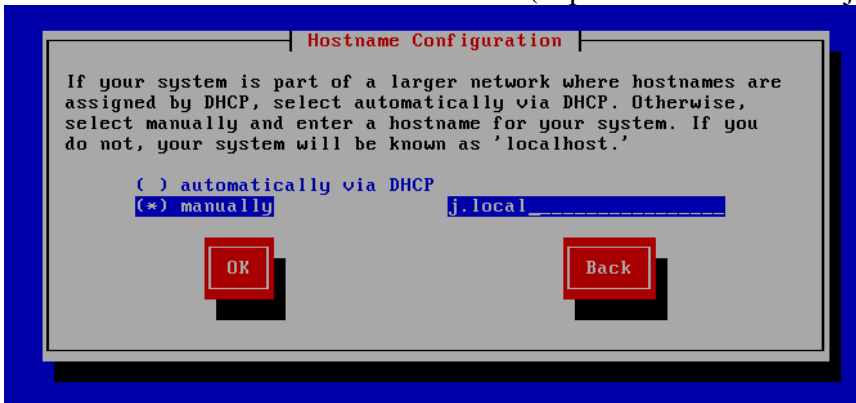 Hostname Configuration
If your system is part of a larger network where hostnames are
assigned by DHCP, select automatically via DHCP. Otherwise,
select manually and enter a hostname for your system. If you
do not, your system will be known as 'localhost.'
( ) automatically via DHCP
(*) manually j.local_________________
OK Back